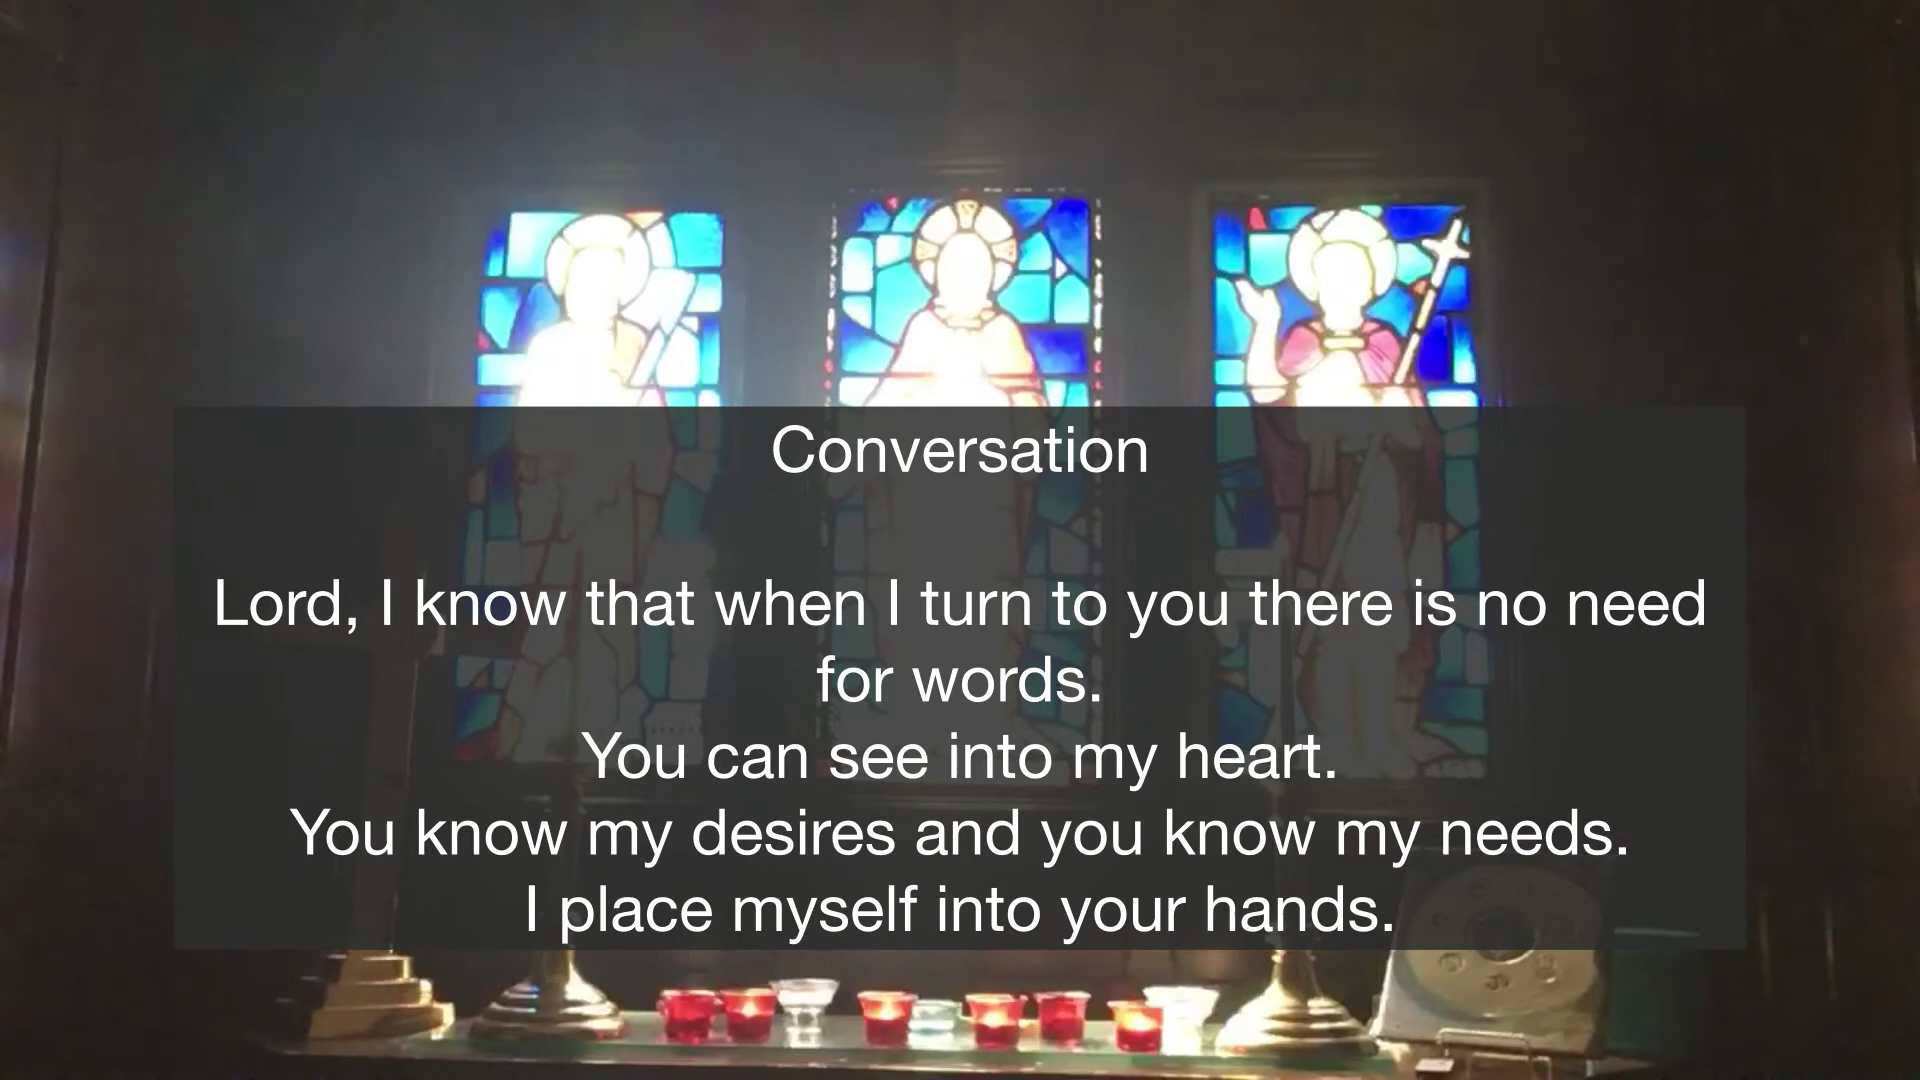 Conversation
Lord, I know that when I turn to you there is no need
for words.
You can see into my heart.
You know my desires and you know my needs.
I place myself into your hands.